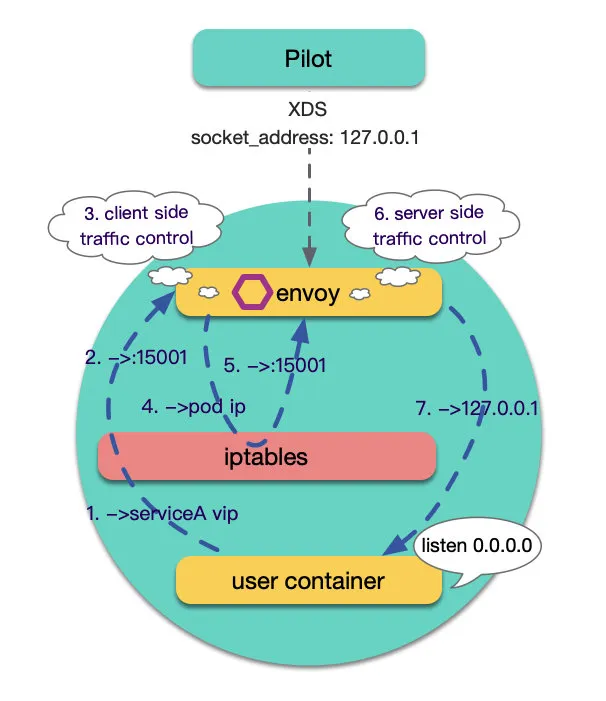 Pilot
XDS
socket_address: 127.0.0.1
3. client side
traffic control
6. server side
traffic control
envoy
2. ->:15001
5. ->:15001
4. ->pod ip
7. ->127.0.0.1
iptables
1. ->serviceA vip
listen 0.0.0.0
user container